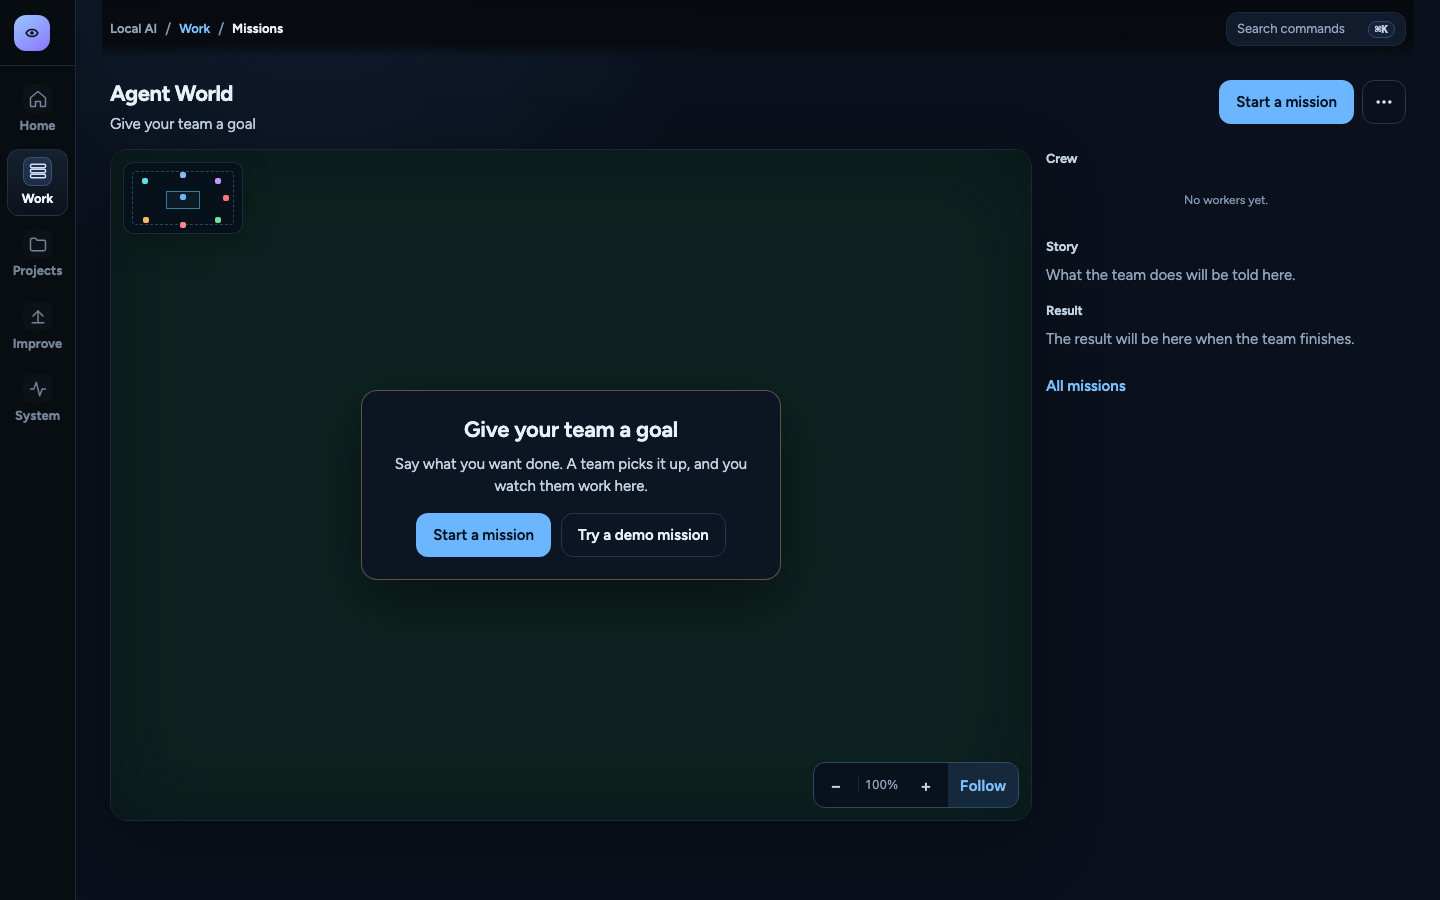 Local AI / Work / Missions
Search commands ⌘K
Home
Work
Projects
Improve
System
Agent World
Give your team a goal
Start a mission
Give your team a goal
Say what you want done. A team picks it up, and you
watch them work here.
Start a mission
Try a demo mission
− 100% + Follow
Crew
No workers yet.
Story
What the team does will be told here.
Result
The result will be here when the team finishes.
All missions